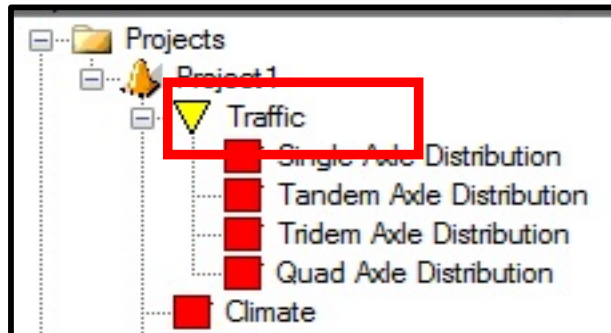 Projects
Project1
Traffic
Single Axle Distribution
Tandem Axle Distribution
Tridem Axle Distribution
Quad Axle Distribution
Climate